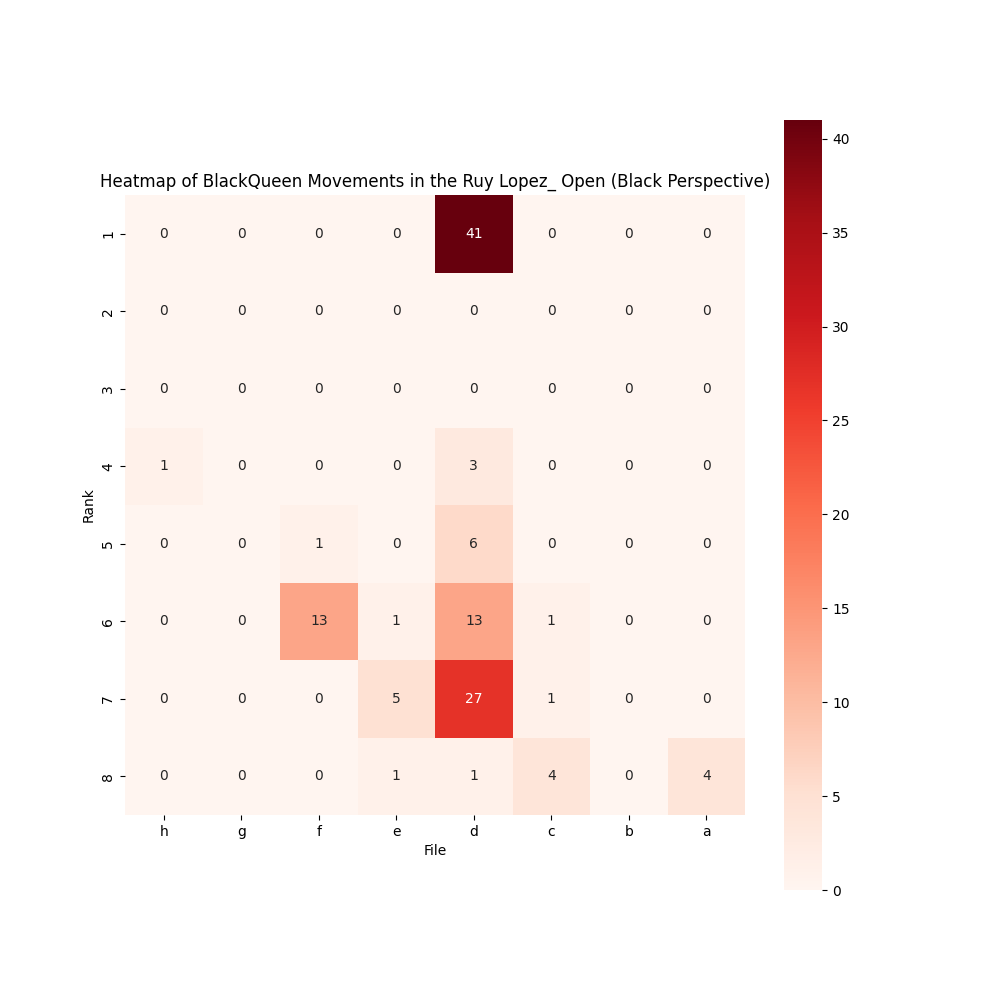 Heatmap of BlackQueen Movements in the Ruy Lopez_ Open (Black Perspective)
1 0 0 0 0 41 0 0 0
2 0 0 0 0 0 0 0 0
3 0 0 0 0 0 0 0 0
4 1 0 0 0 3 0 0 0
Rank
5 0 0 1 0 6 0 0 0
6 0 0 13 1 13 1 0 0
7 0 0 0 5 27 1 0 0
8 0 0 0 1 1 4 0 4
h g f e d c b a
File
40
35
30
25
20
15
10
5
0